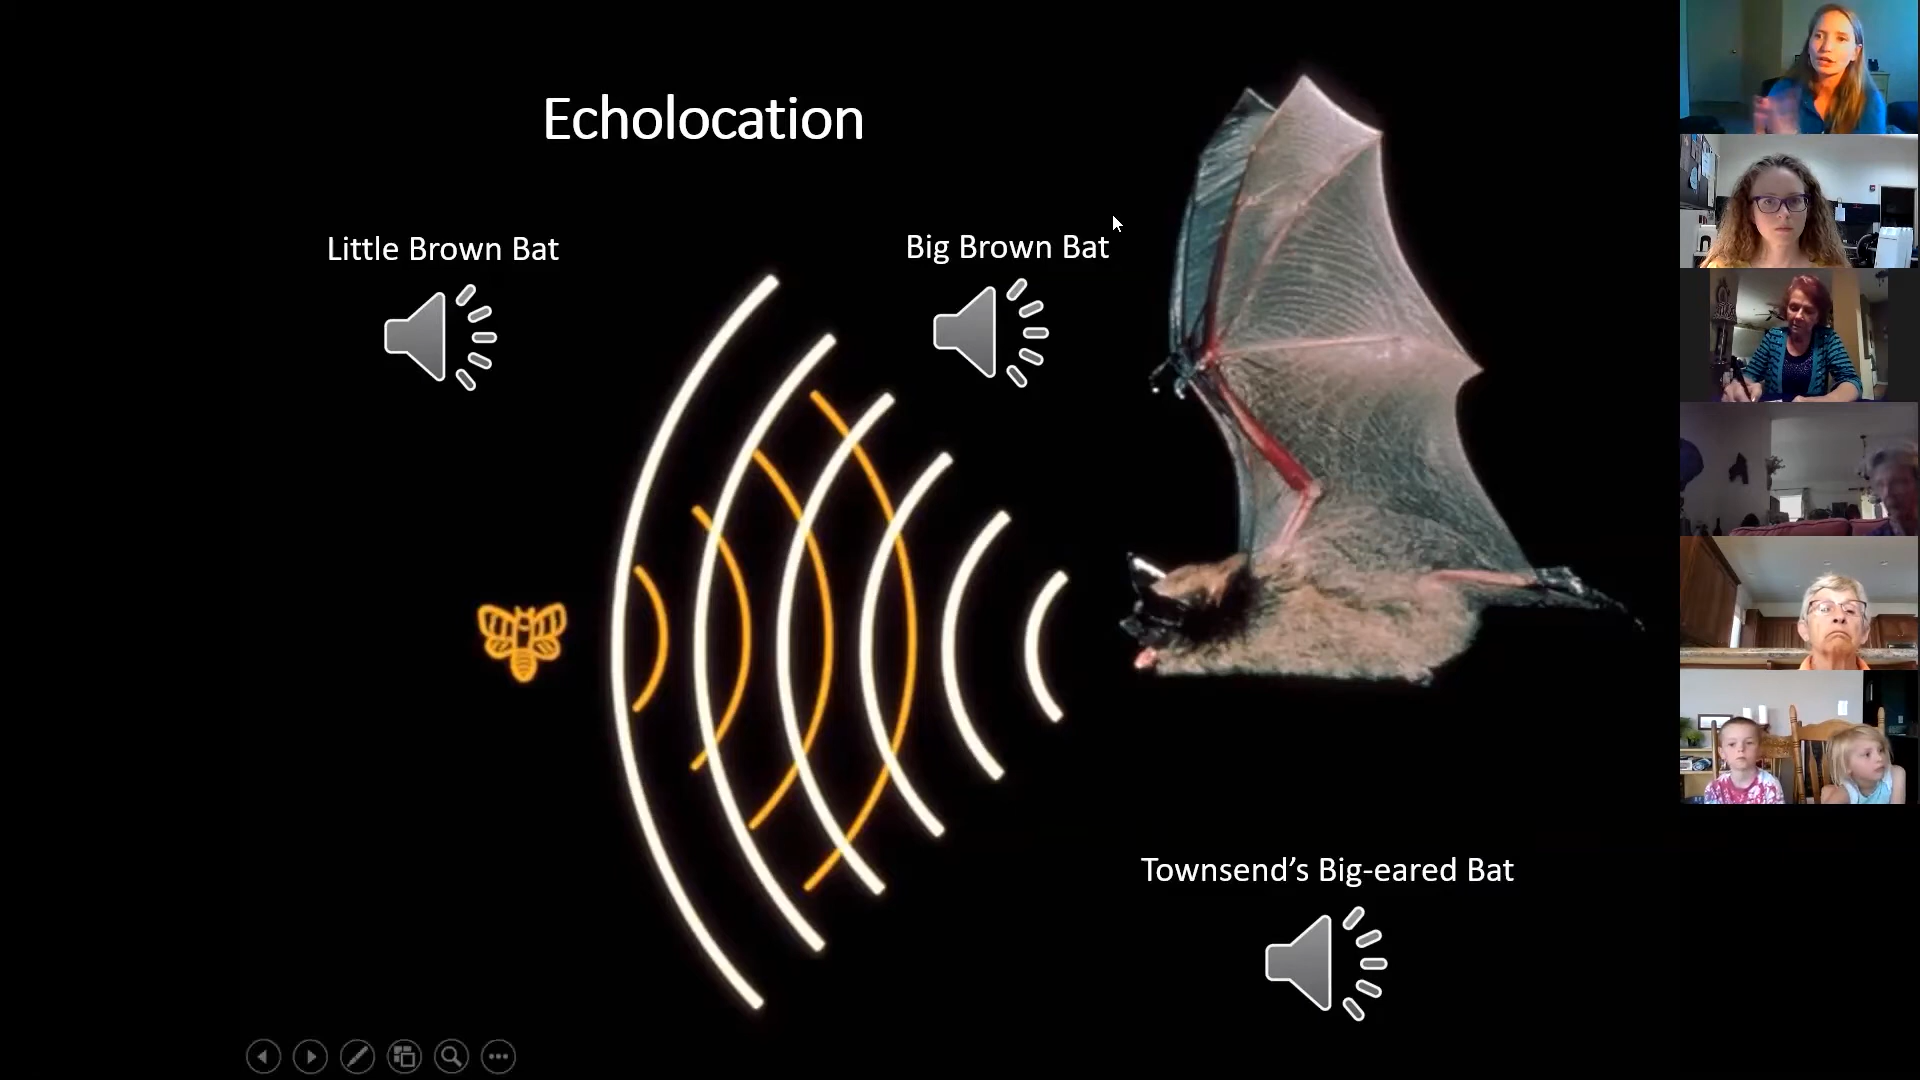 Echolocation
Little Brown Bat
Big Brown Bat
Townsend’s Big-eared Bat